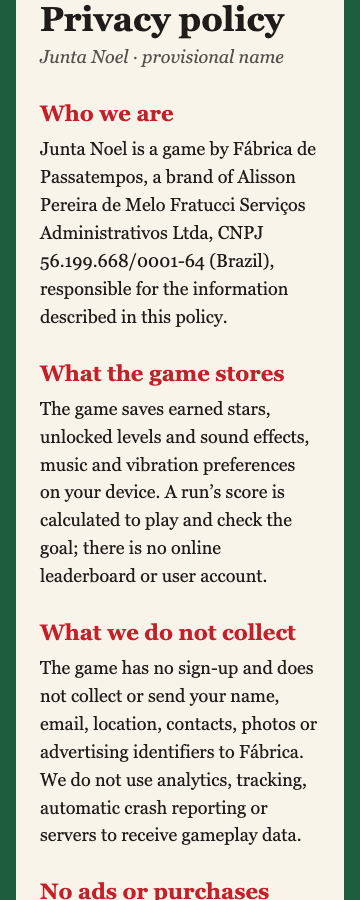 Privacy policy
Junta Noel · provisional name
Who we are
Junta Noel is a game by Fábrica de
Passatempos, a brand of Alisson
Pereira de Melo Fratucci Serviços
Administrativos Ltda, CNPJ
56.199.668/0001-64 (Brazil),
responsible for the information
described in this policy.
What the game stores
The game saves earned stars,
unlocked levels and sound effects,
music and vibration preferences
on your device. A run’s score is
calculated to play and check the
goal; there is no online
leaderboard or user account.
What we do not collect
The game has no sign-up and does
not collect or send your name,
email, location, contacts, photos or
advertising identifiers to Fábrica.
We do not use analytics, tracking,
automatic crash reporting or
servers to receive gameplay data.
No ads or purchases